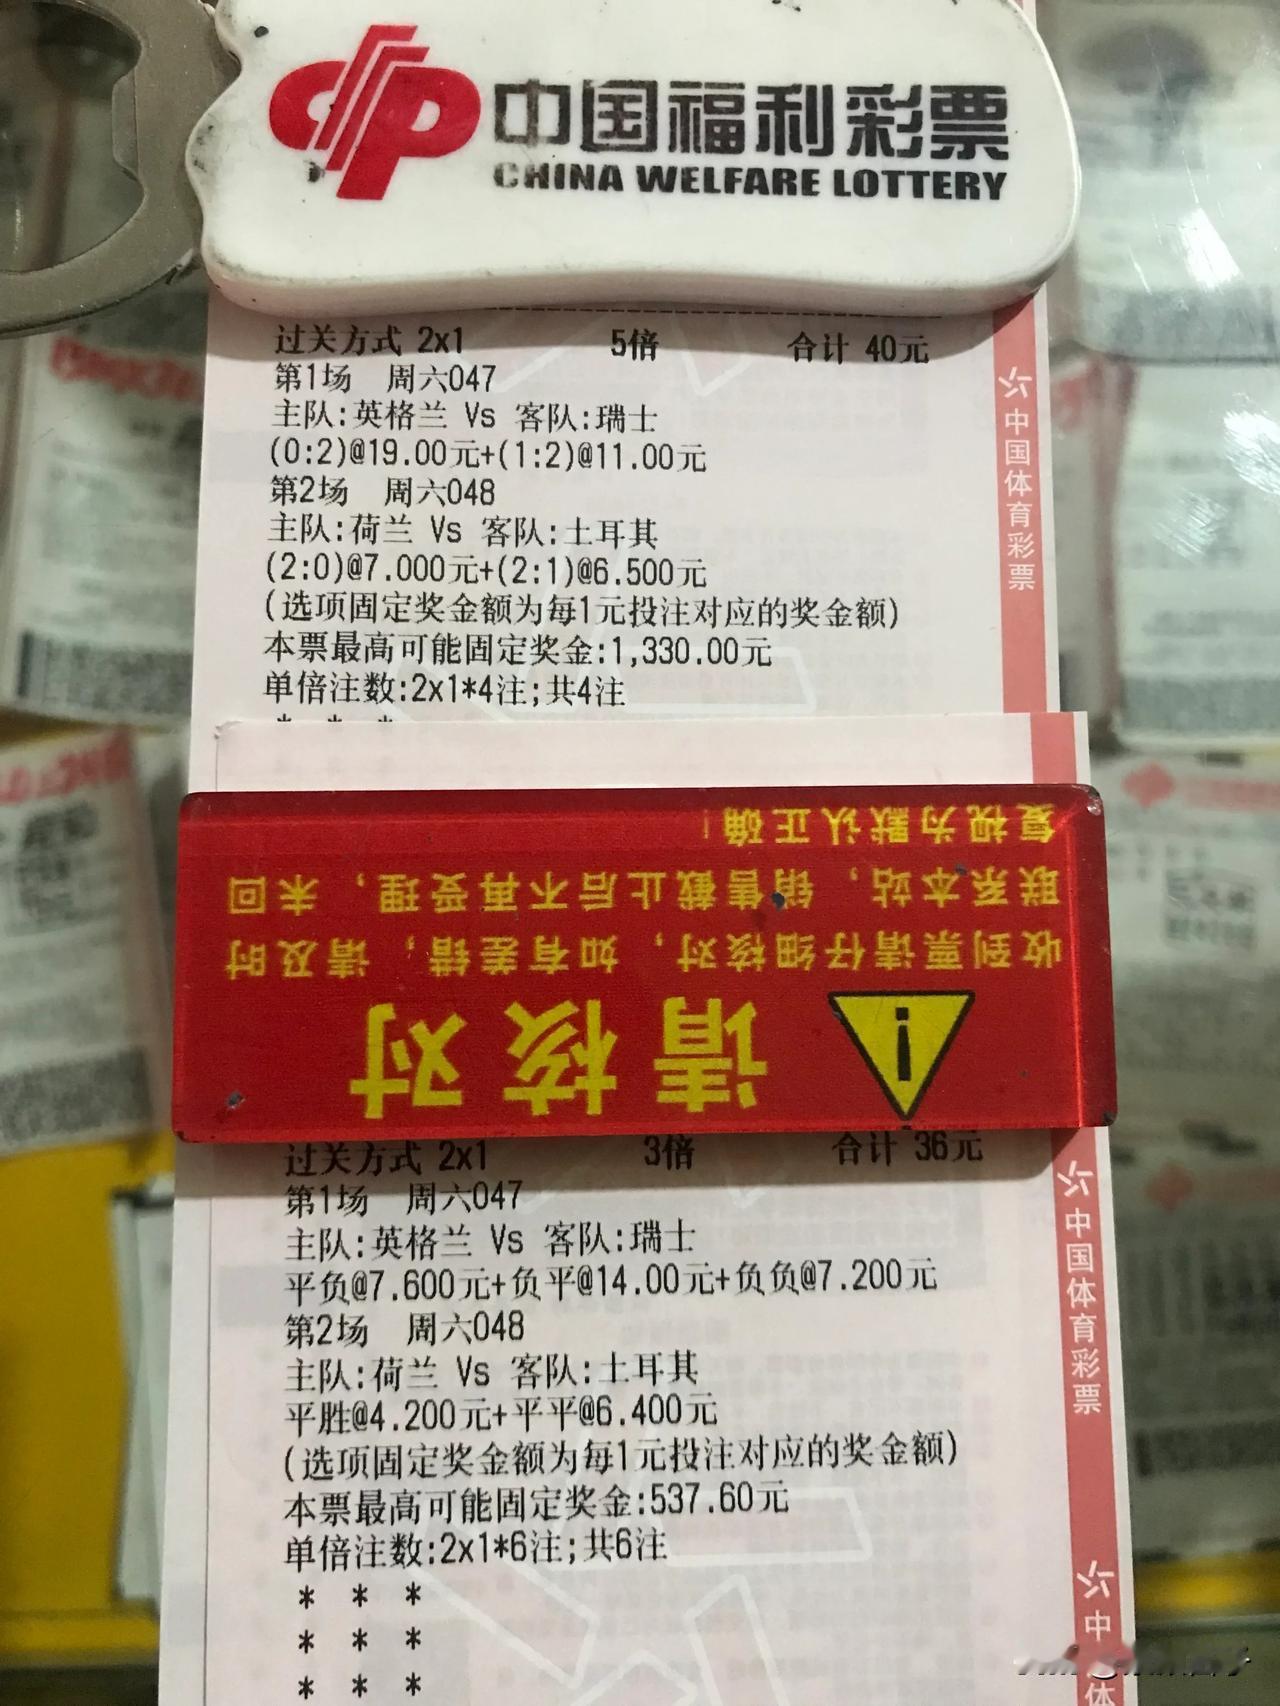 中国福利彩票
CHINA WELFARE LOTTERY
过关方式 2x1 5倍 合计 40元
第1场 周六047
主队:英格兰 Vs 客队:瑞士
(0:2)@19.00元+(1:2)@11.00元
第2场 周六048
主队:荷兰 Vs 客队:土耳其
(2:0)@7.000元+(2:1)@6.500元
(选项固定奖金额为每1元投注对应的奖金额)
本票最高可能固定奖金:1,330.00元
单倍注数:2x1*4注;共4注
* * *
中国体育彩票
请核对
收到票请仔细核对，如有差错，请及时
联系本站，销售截止后不再受理，未回
复视为默认正确！
过关方式 2x1 3倍 合计 36元
第1场 周六047
主队:英格兰 Vs 客队:瑞士
平负@7.600元+负平@14.00元+负负@7.200元
第2场 周六048
主队:荷兰 Vs 客队:土耳其
平胜@4.200元+平平@6.400元
(选项固定奖金额为每1元投注对应的奖金额)
本票最高可能固定奖金:537.60元
单倍注数:2x1*6注;共6注
* * *
* * *
* * *
中国体育彩票
中 体